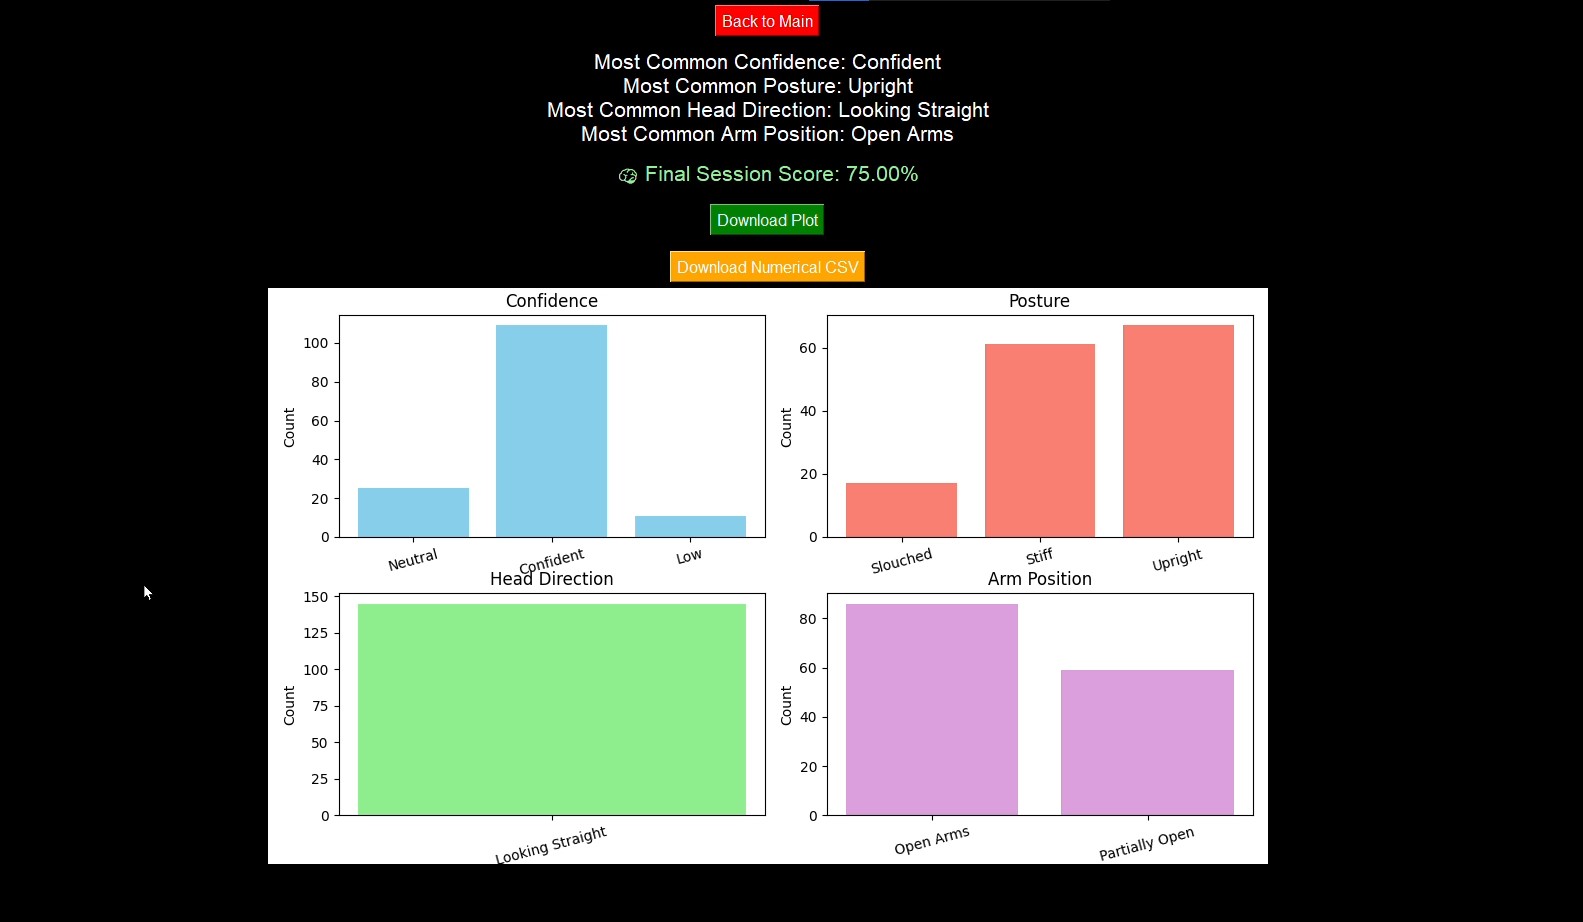 Back to Main
Most Common Confidence: Confident
Most Common Posture: Upright
Most Common Head Direction: Looking Straight
Most Common Arm Position: Open Arms
Final Session Score: 75.00%
Download Plot
Download Numerical CSV
Confidence
Count
100
80
60
40
20
0
Neutral
Confident
Low
Posture
Count
60
40
20
0
Slouched
Stiff
Upright
Head Direction
Count
150
125
100
75
50
25
0
Looking Straight
Arm Position
Count
80
60
40
20
0
Open Arms
Partially Open